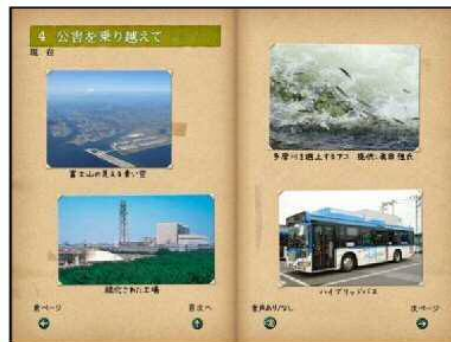 4 公害を乗り越えて
現在
富士山の見える青い空
緑化された工場
前ページ
目次へ
多摩川を遡上するアユ 提供:
ハイブリッドバス
音声あり/なし
次ページ